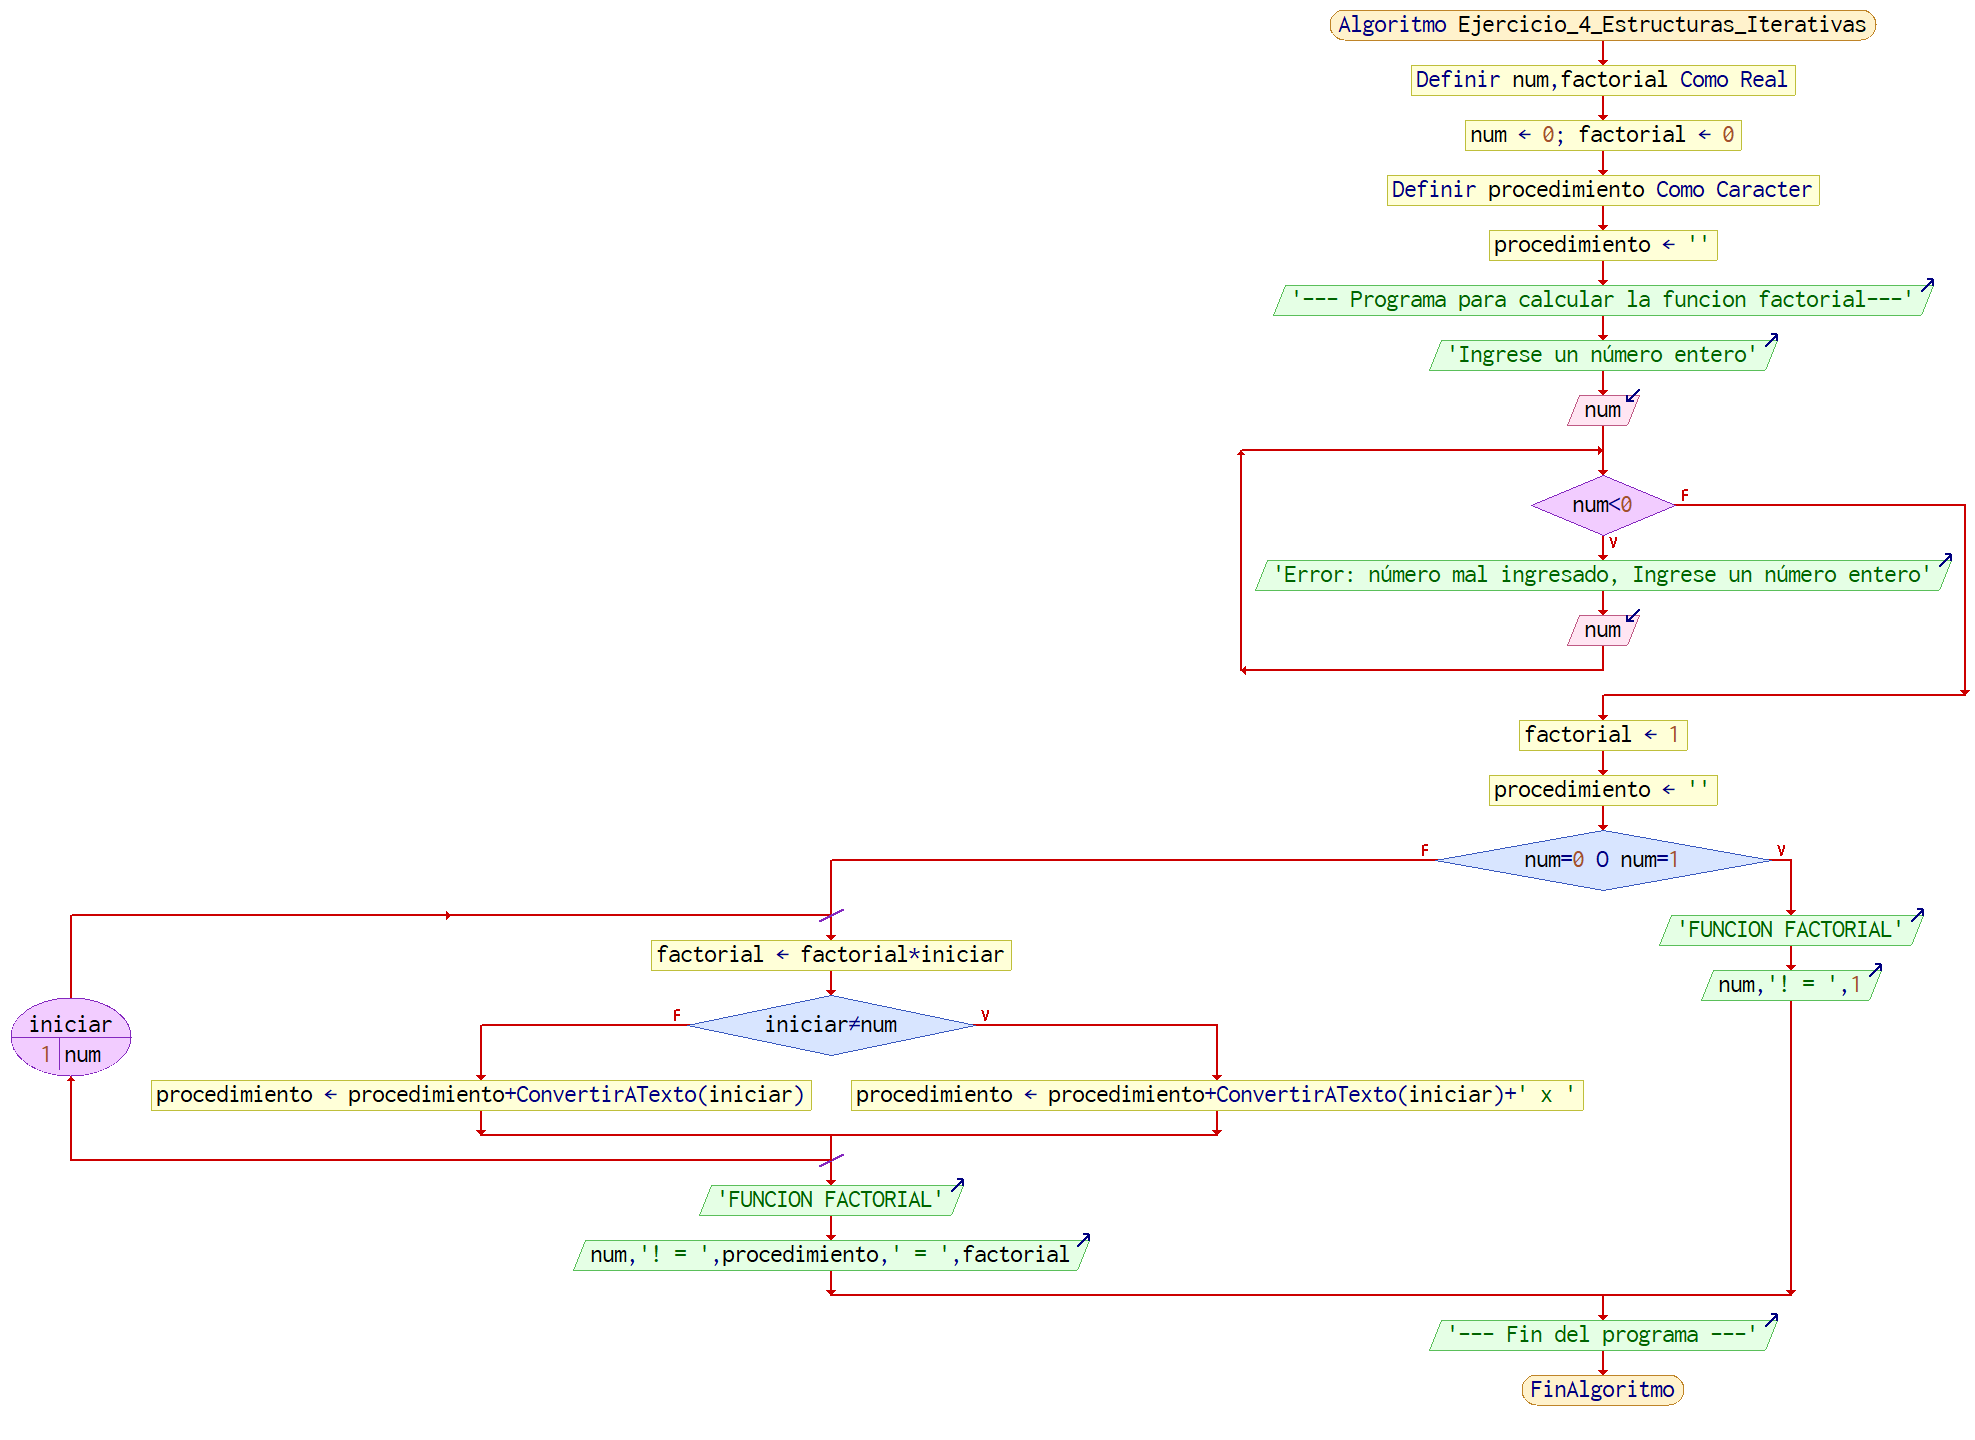 Algoritmo Ejercicio_4_Estructuras_Iterativas
Definir num,factorial Como Real
num ← 0; factorial ← 0
Definir procedimiento Como Caracter
procedimiento ← ''
'--- Programa para calcular la funcion factorial---'
'Ingrese un número entero'
num
num<0
F
V
'Error: número mal ingresado, Ingrese un número entero'
num
factorial ← 1
procedimiento ← ''
F
num=0 O num=1
V
'FUNCION FACTORIAL'
num,'! = ',1
factorial ← factorial*iniciar
F
iniciar≠num
V
iniciar
1 num
procedimiento ← procedimiento+ConvertirATexto(iniciar)
procedimiento ← procedimiento+ConvertirATexto(iniciar)+' x '
'FUNCION FACTORIAL'
num,'! = ',procedimiento,' = ',factorial
'--- Fin del programa ---'
FinAlgoritmo